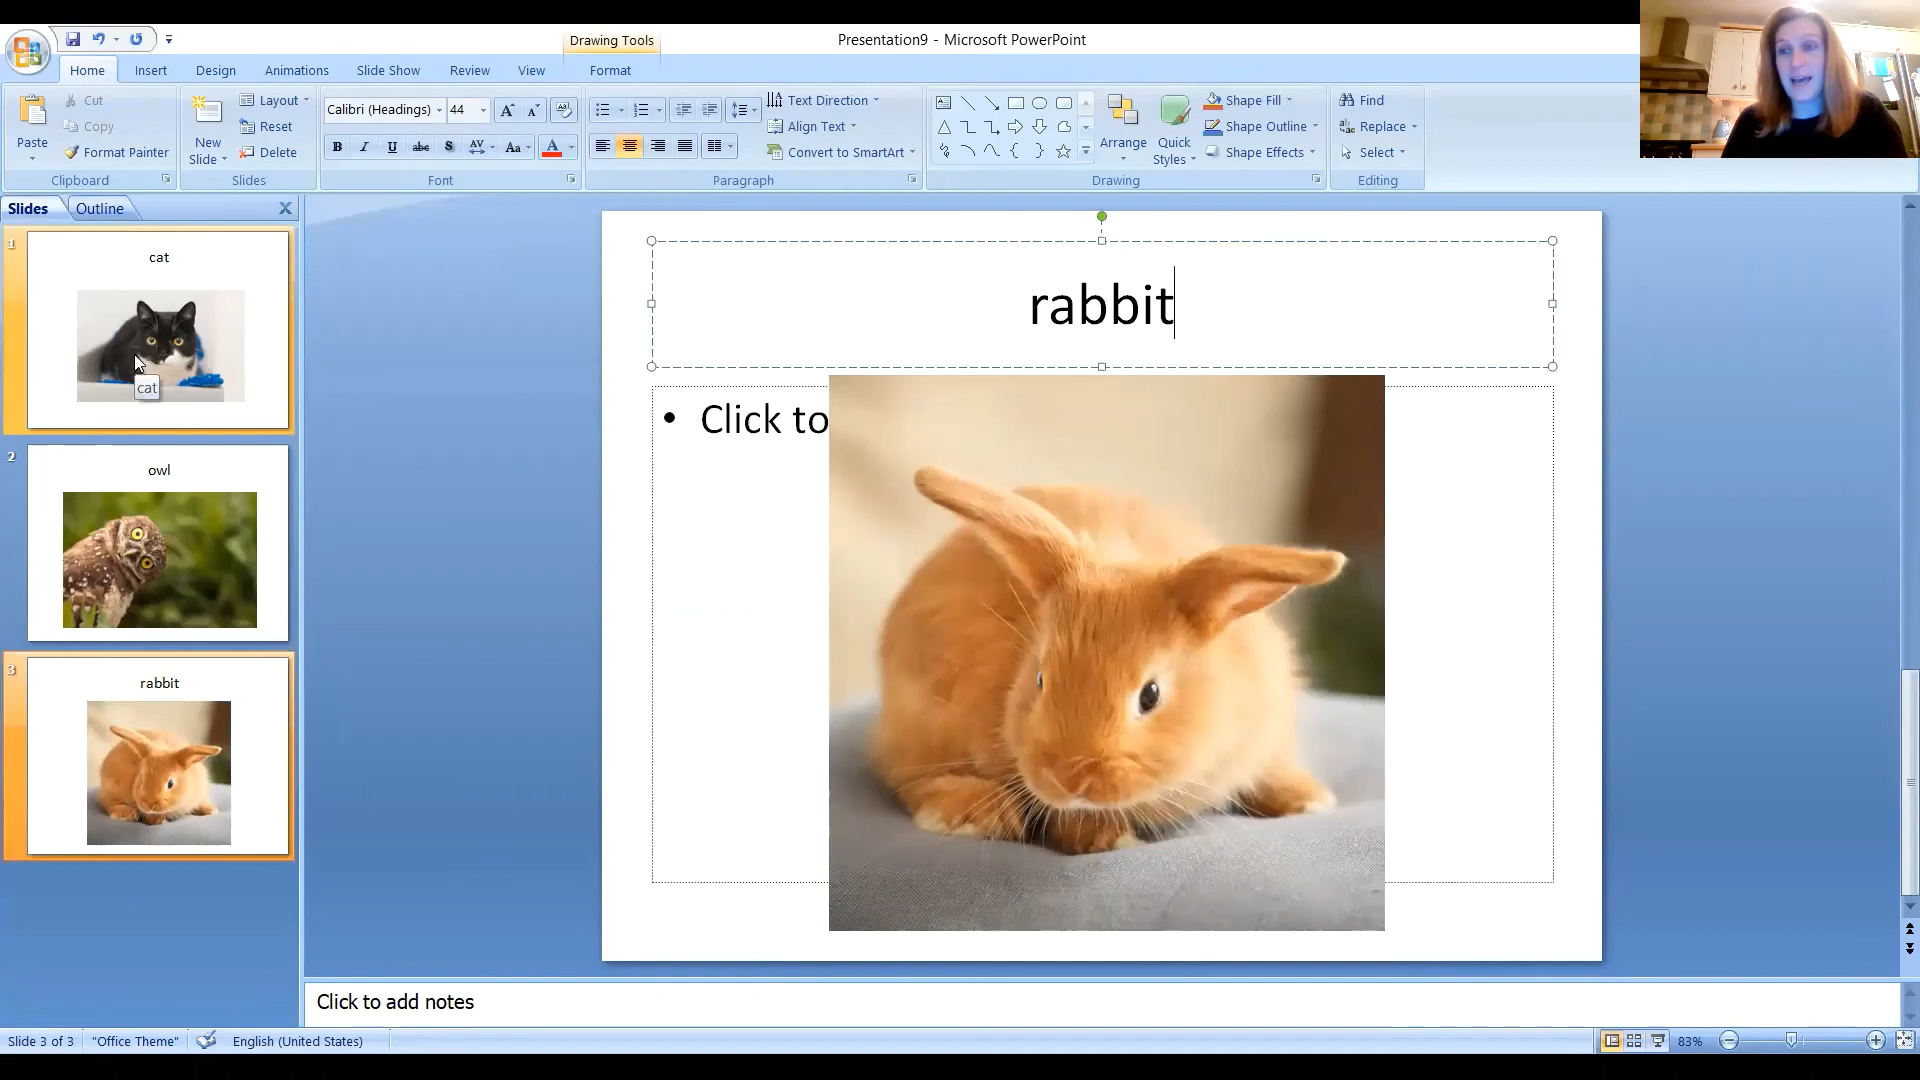 Drawing Tools
Presentation9 - Microsoft PowerPoint
Home Insert Design Animations Slide Show Review View Format
Paste
Cut
Copy
Format Painter
Clipboard
New Slide
Layout
Reset
Delete
Slides
Calibri (Headings) 44
B I U abc S AV Aa A
Font
Text Direction
Align Text
Convert to SmartArt
Paragraph
Arrange
Quick Styles
Shape Fill
Shape Outline
Shape Effects
Drawing
Find
Replace
Select
Editing
Slides Outline
1
cat
cat
2
owl
3
rabbit
rabbit
• Click to
Click to add notes
Slide 3 of 3 "Office Theme" English (United States) 83%